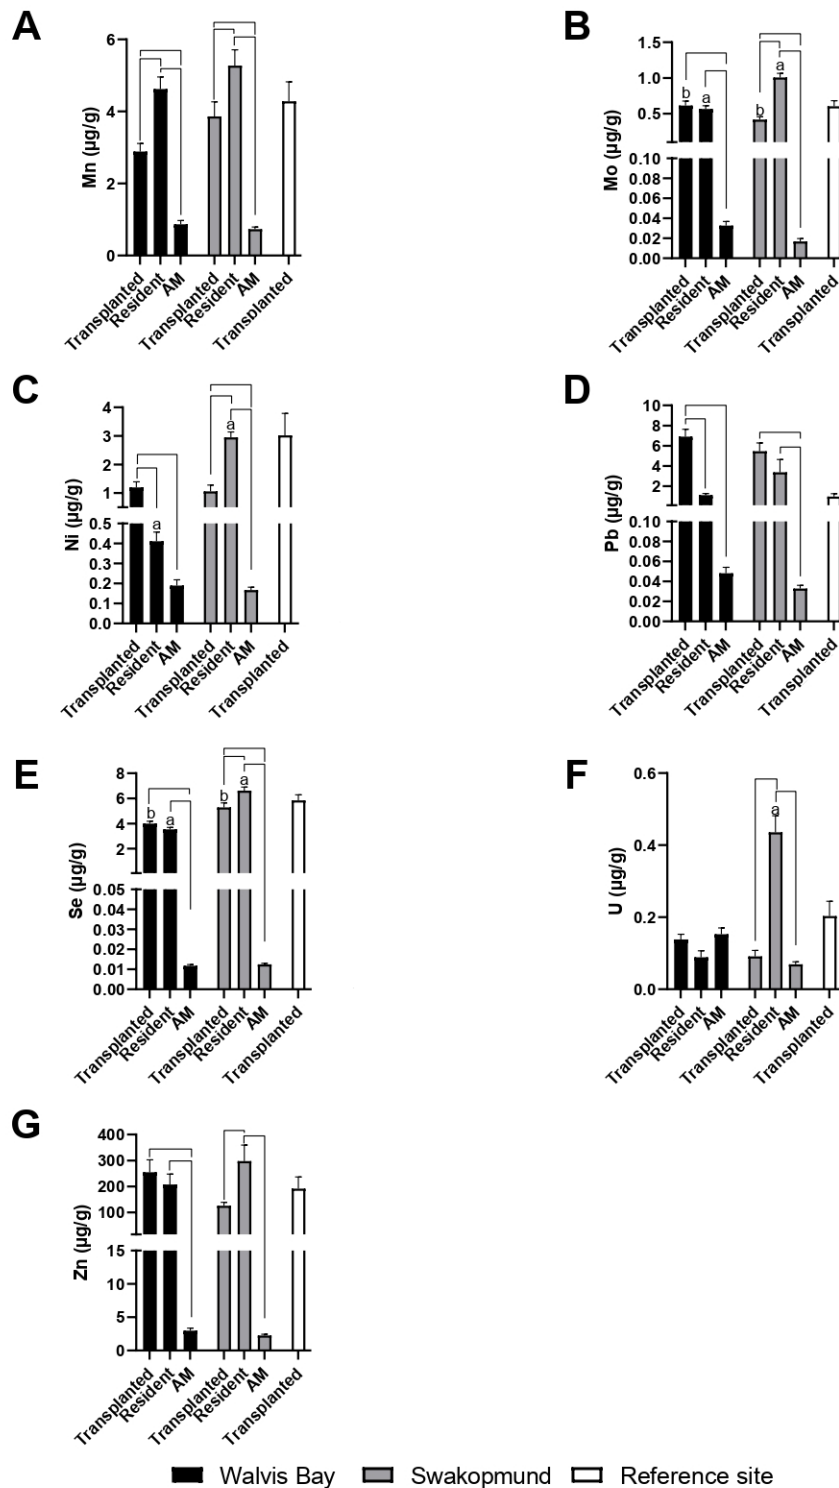 A
Mn (µg/g)
6
4
2
0
Transplanted
Resident
AM
Transplanted
Resident
AM
Transplanted
B
Mo (µg/g)
1.5
1.0
0.5
0.10
0.08
0.06
0.04
0.02
0.00
b
a
b
a
Transplanted
Resident
AM
Transplanted
Resident
AM
Transplanted
C
Ni (µg/g)
4
3
2
1
0.5
0.4
0.3
0.2
0.1
0.0
a
a
Transplanted
Resident
AM
Transplanted
Resident
AM
Transplanted
D
Pb (µg/g)
10
8
6
4
2
0.10
0.08
0.06
0.04
0.02
0.00
Transplanted
Resident
AM
Transplanted
Resident
AM
Transplanted
E
Se (µg/g)
8
6
4
2
0.05
0.04
0.03
0.02
0.01
0.00
b
a
b
a
Transplanted
Resident
AM
Transplanted
Resident
AM
Transplanted
F
U (µg/g)
0.6
0.4
0.2
0.0
a
Transplanted
Resident
AM
Transplanted
Resident
AM
Transplanted
G
Zn (µg/g)
400
300
200
100
15
10
5
0
Transplanted
Resident
AM
Transplanted
Resident
AM
Transplanted
Walvis Bay Swakopmund Reference site